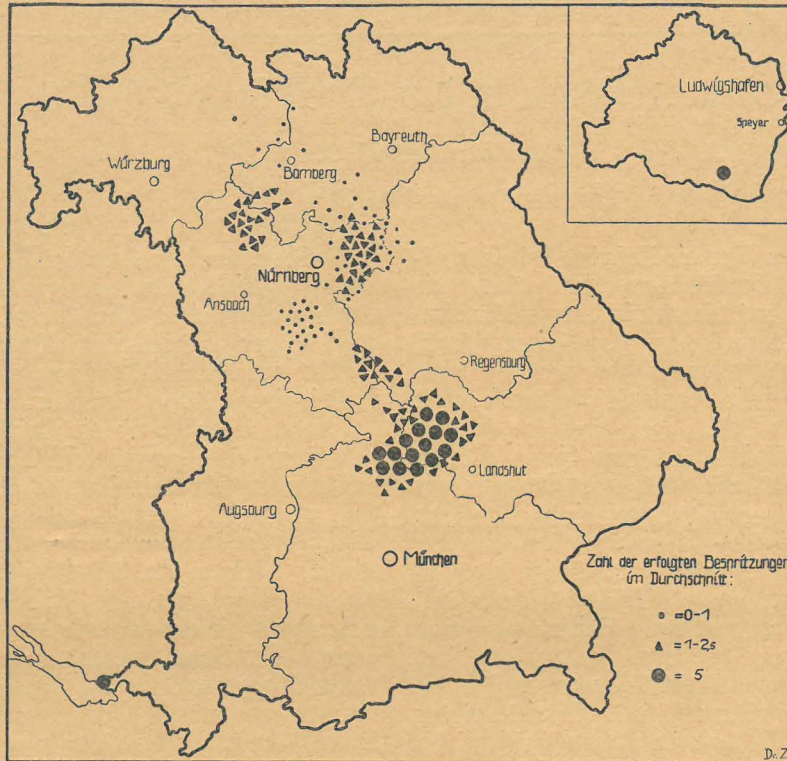 Ludwigshafen
Speyer
Bayreuth
Würzburg
Bamberg
Nürnberg
Ansbach
Regensburg
Landshut
Augsburg
München
Zahl der erfolgten Bespritzungen
im Durchschnitt:
=0-1
=1-2,5
= 5
Dr. Z